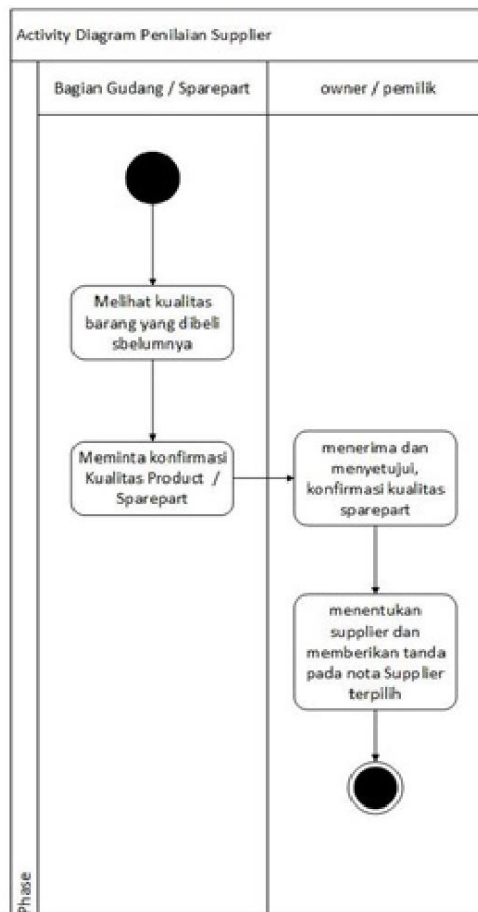 Activity Diagram Penilaian Supplier
Bagian Gudang / Sparepart
owner / pemilik
Melihat kualitas
barang yang dibeli
sbelumnya
Meminta konfirmasi
Kualitas Product /
Sparepart
menerima dan
menyetujui,
konfirmasi kualitas
sparepart
menentukan
supplier dan
memberikan tanda
pada nota Supplier
terpilih
Phase